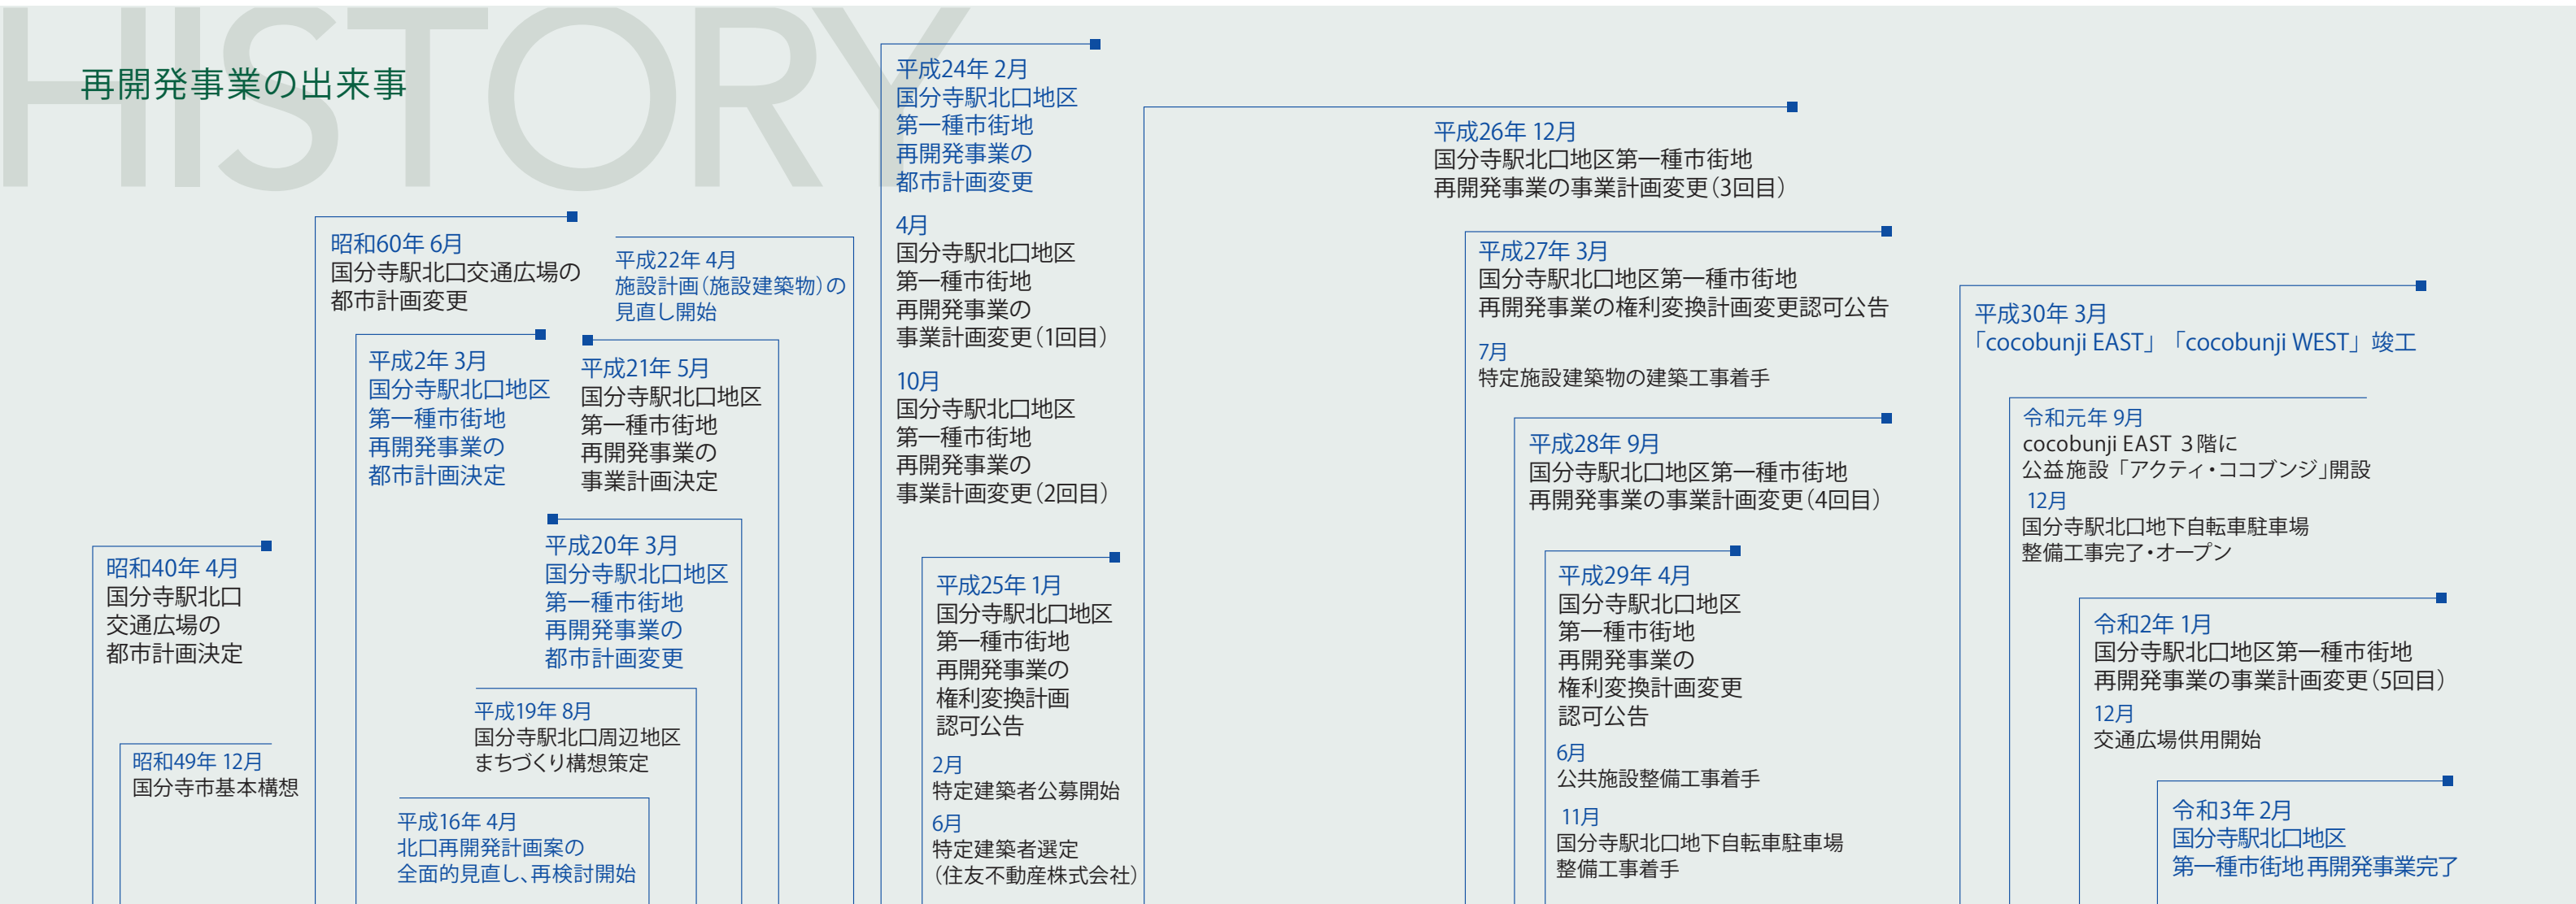 HISTORY
再開発事業の出来事
昭和40年 4月
国分寺駅北口
交通広場の
都市計画決定
昭和49年 12月
国分寺市基本構想
昭和60年 6月
国分寺駅北口交通広場の
都市計画変更
平成2年 3月
国分寺駅北口地区
第一種市街地
再開発事業の
都市計画決定
平成16年 4月
北口再開発計画案の
全面的見直し、再検討開始
平成19年 8月
国分寺駅北口周辺地区
まちづくり構想策定
平成20年 3月
国分寺駅北口地区
第一種市街地
再開発事業の
都市計画変更
平成21年 5月
国分寺駅北口地区
第一種市街地
再開発事業の
事業計画決定
平成22年 4月
施設計画（施設建築物）の
見直し開始
平成24年 2月
国分寺駅北口地区
第一種市街地
再開発事業の
都市計画変更
4月
国分寺駅北口地区
第一種市街地
再開発事業の
事業計画変更（1回目）
10月
国分寺駅北口地区
第一種市街地
再開発事業の
事業計画変更（2回目）
平成25年 1月
国分寺駅北口地区
第一種市街地
再開発事業の
権利変換計画
認可公告
2月
特定建築者公募開始
6月
特定建築者選定
（住友不動産株式会社）
平成26年 12月
国分寺駅北口地区第一種市街地
再開発事業の事業計画変更（3回目）
平成27年 3月
国分寺駅北口地区第一種市街地
再開発事業の権利変換計画変更認可公告
7月
特定施設建築物の建築工事着手
平成28年 9月
国分寺駅北口地区第一種市街地
再開発事業の事業計画変更（4回目）
平成29年 4月
国分寺駅北口地区
第一種市街地
再開発事業の
権利変換計画変更
認可公告
6月
公共施設整備工事着手
11月
国分寺駅北口地下自転車駐車場
整備工事着手
平成30年 3月
「cocobunji EAST」「cocobunji WEST」竣工
令和元年 9月
cocobunji EAST ３階に
公益施設「アクティ・ココブンジ」開設
12月
国分寺駅北口地下自転車駐車場
整備工事完了・オープン
令和2年 1月
国分寺駅北口地区第一種市街地
再開発事業の事業計画変更（5回目）
12月
交通広場供用開始
令和3年 2月
国分寺駅北口地区
第一種市街地 再開発事業完了